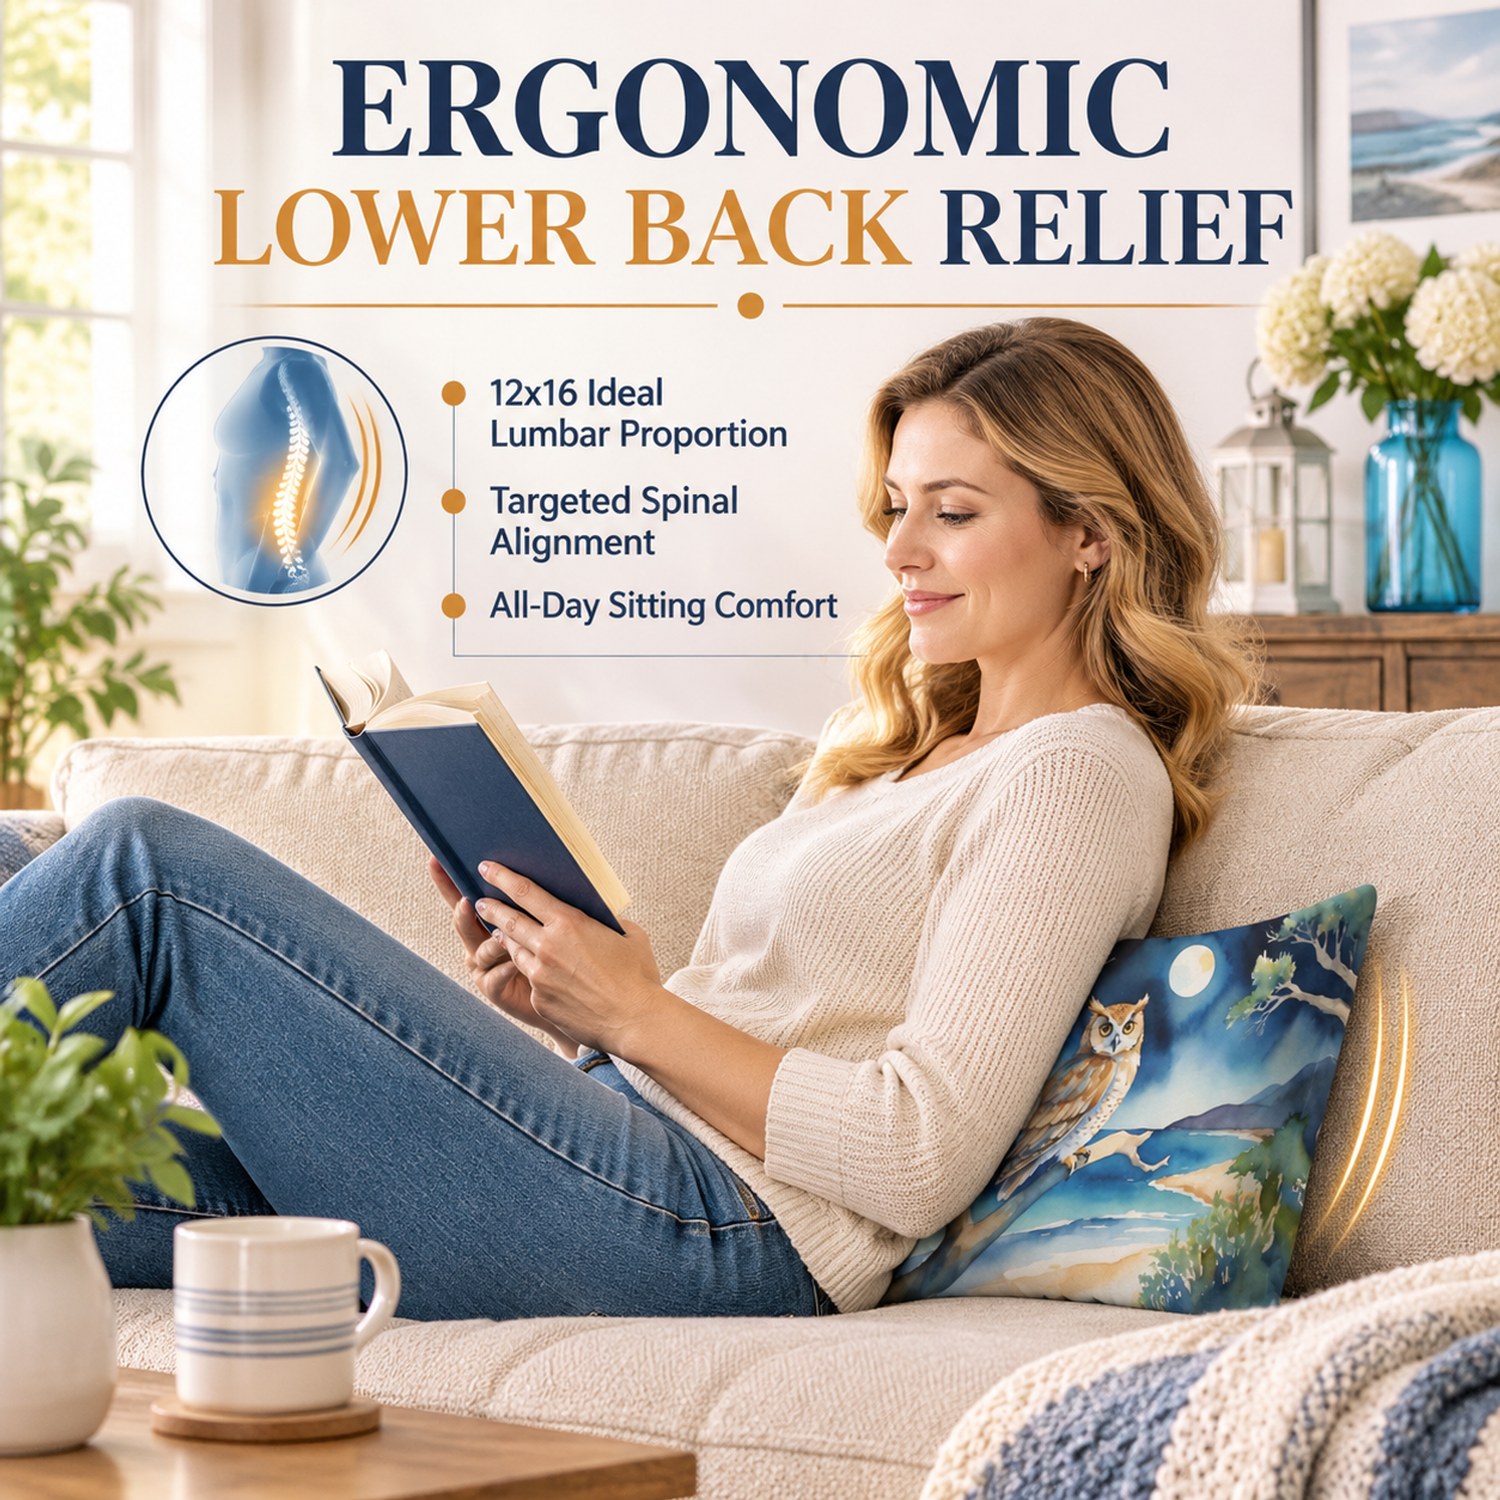 ERGONOMIC
LOWER BACK RELIEF
12x16 Ideal
Lumbar Proportion
Targeted Spinal
Alignment
All-Day Sitting Comfort